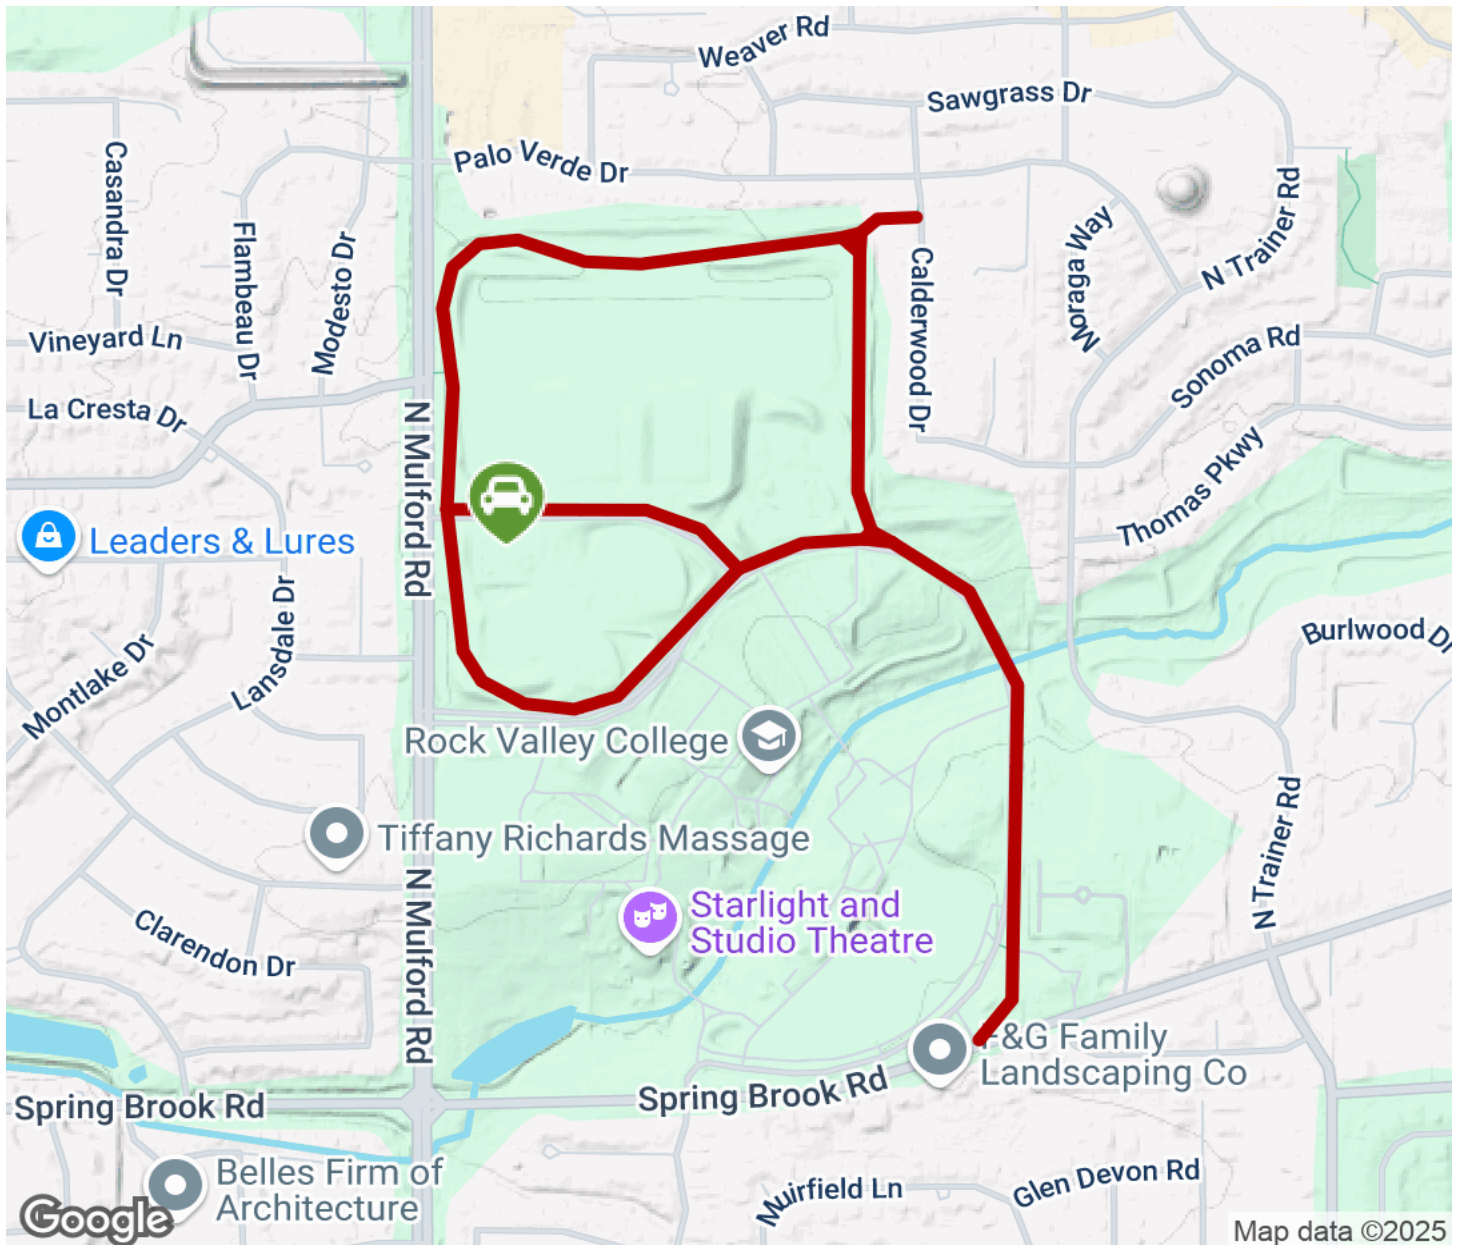 Weaver Rd
Sawgrass Dr
Palo Verde Dr
Casandra Dr
Flambeau Dr
Modesto Dr
Vineyard Ln
La Cresta Dr
N Mulford Rd
Calderwood Dr
Moraga Way
N Trainer Rd
Sonoma Rd
Thomas Pkwy
Leaders & Lures
Lansdale Dr
Montlake Dr
Burlwood Dr
Rock Valley College
Tiffany Richards Massage
N Trainer Rd
N Mulford Rd
Starlight and
Studio Theatre
Clarendon Dr
F&G Family
Landscaping Co
Spring Brook Rd
Spring Brook Rd
Belles Firm of
Architecture
Muirfield Ln
Glen Devon Rd
Google
Map data ©2025